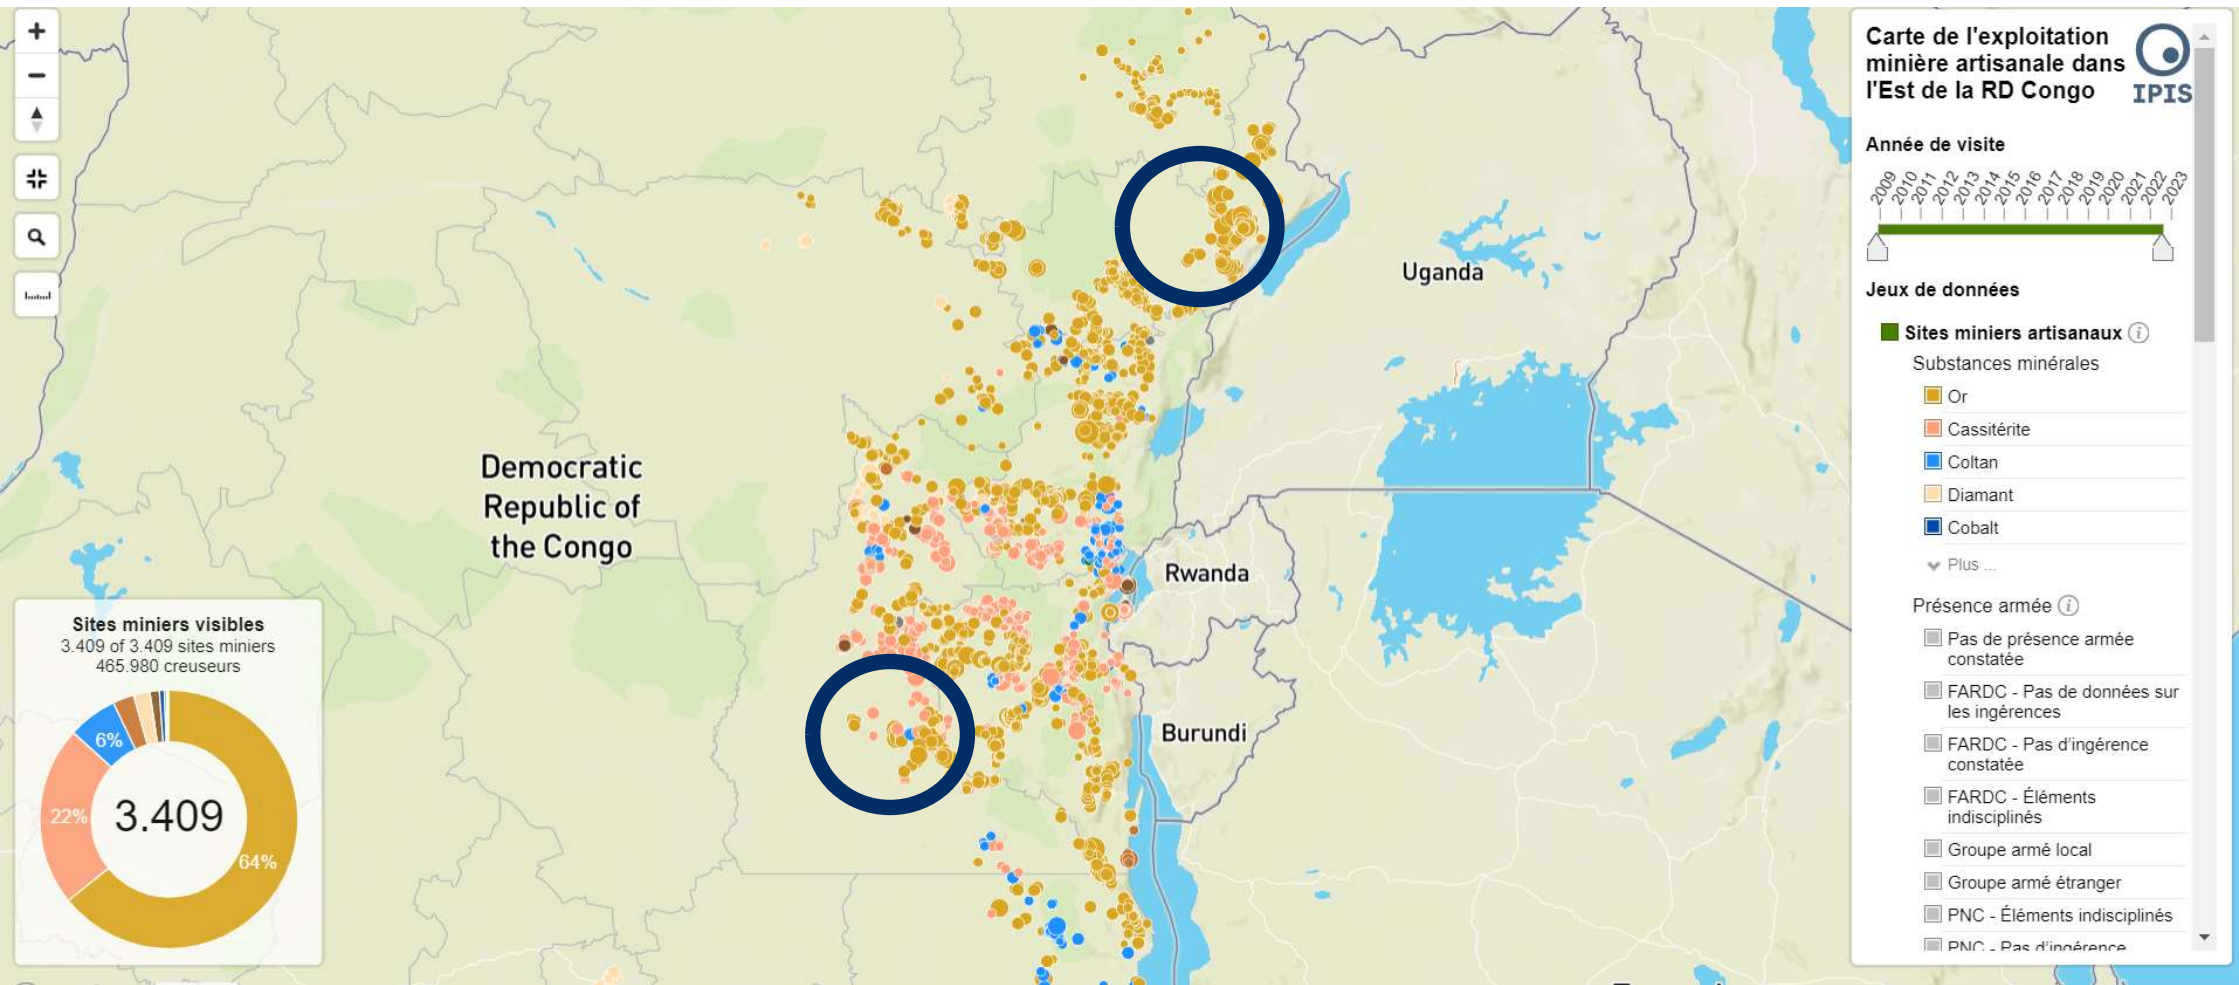 +
−
Democratic
Republic of
the Congo
Uganda
Rwanda
Burundi
Sites miniers visibles
3.409 of 3.409 sites miniers
465.980 creuseurs
6%
22%
3.409
64%
Carte de l'exploitation
minière artisanale dans
l'Est de la RD Congo
IPIS
Année de visite
2009 2010 2011 2012 2013 2014 2015 2016 2017 2018 2019 2020 2021 2022 2023
Jeux de données
Sites miniers artisanaux i
Substances minérales
Or
Cassitérite
Coltan
Diamant
Cobalt
Plus ...
Présence armée i
Pas de présence armée
constatée
FARDC - Pas de données sur
les ingérences
FARDC - Pas d'ingérence
constatée
FARDC - Éléments
indisciplinés
Groupe armé local
Groupe armé étranger
PNC - Éléments indisciplinés
PNC - Pas d'ingérence